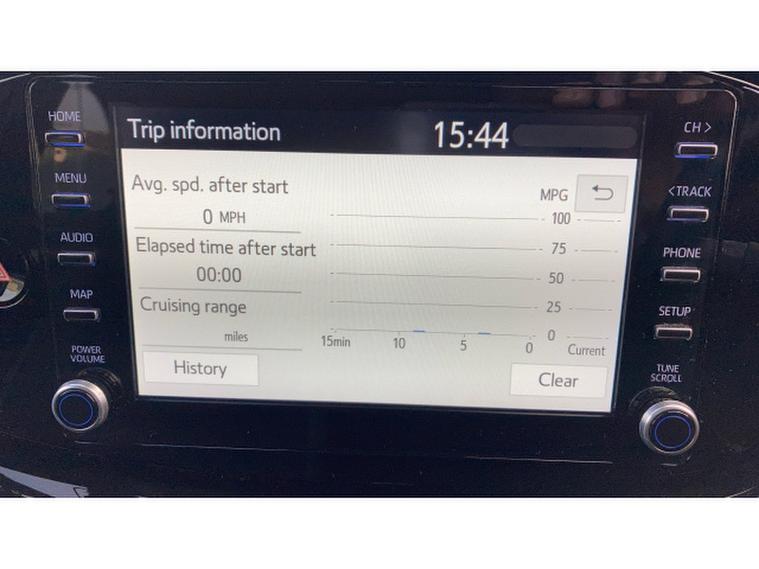 HOME
Trip information 15:44
CH >
MENU
Avg. spd. after start
0 MPH
MPG
<TRACK
100
AUDIO
Elapsed time after start
00:00
75
PHONE
50
MAP
Cruising range
miles
25
SETUP
0
15min 10 5 0 Current
POWER
VOLUME
History
Clear
TUNE
SCROLL